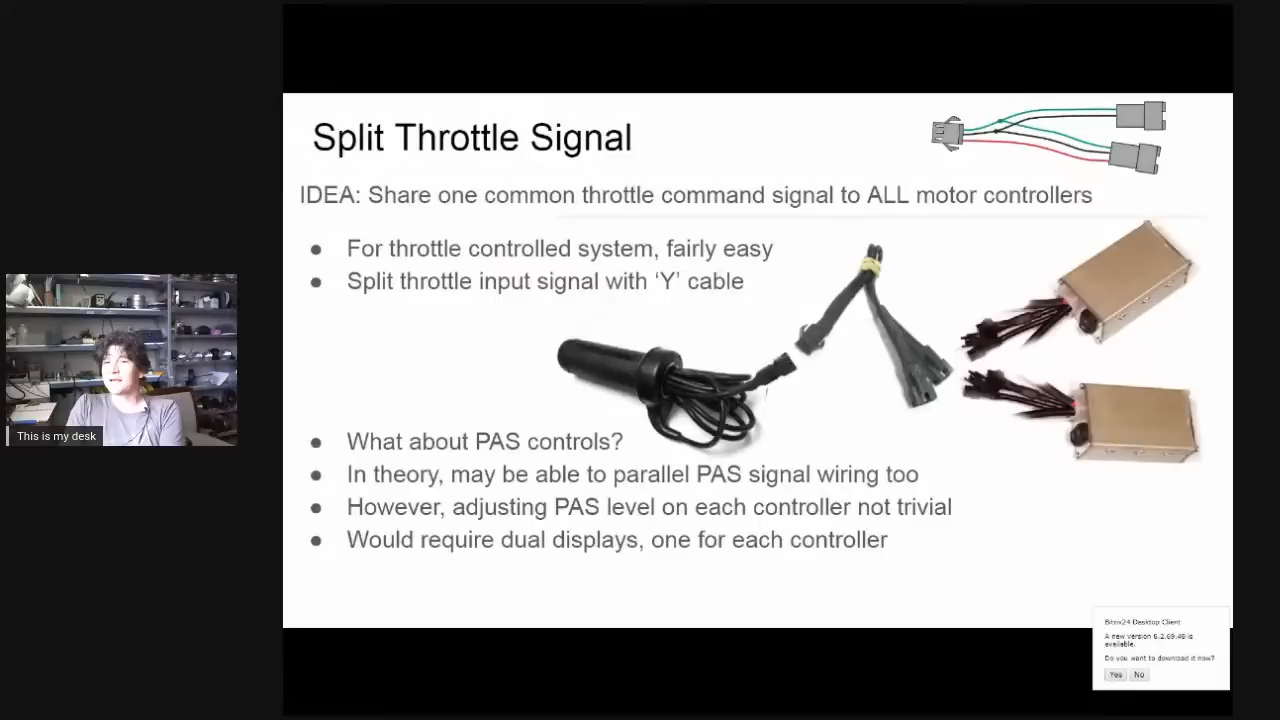 Split Throttle Signal
IDEA: Share one common throttle command signal to ALL motor controllers
● For throttle controlled system, fairly easy
● Split throttle input signal with ‘Y’ cable
● What about PAS controls?
● In theory, may be able to parallel PAS signal wiring too
● However, adjusting PAS level on each controller not trivial
● Would require dual displays, one for each controller
This is my desk
Bitrix24 Desktop Client
A new version 8.2.69.48 is
available.
Do you want to download it now?
Yes No